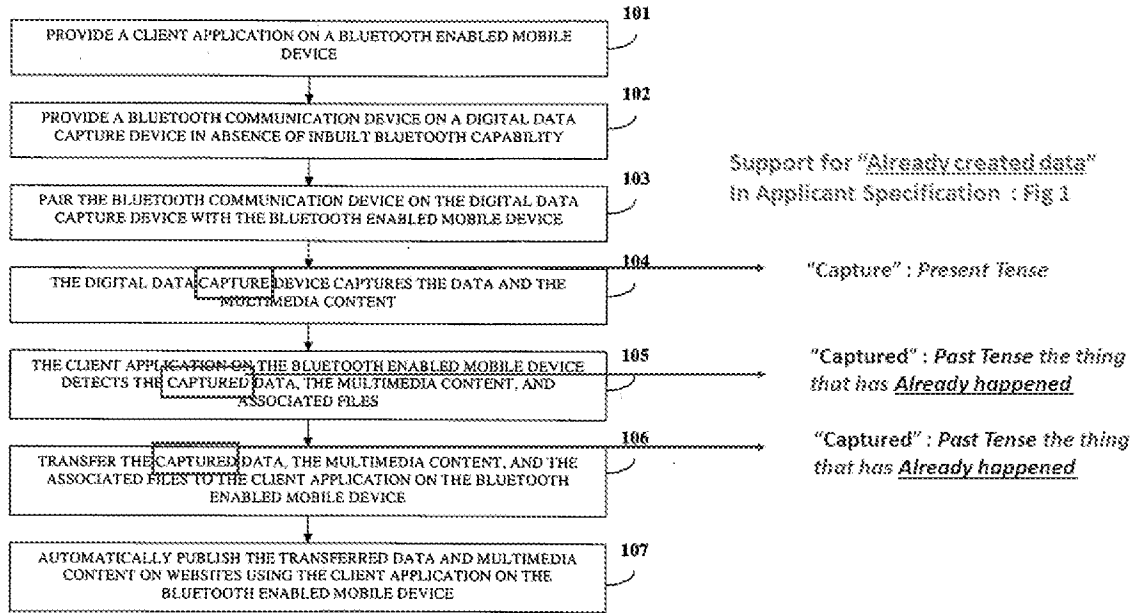 101
PROVIDE A CLIENT APPLICATION ON A BLUETOOTH ENABLED MOBILE
DEVICE
102
PROVIDE A BLUETOOTH COMMUNICATION DEVICE ON A DIGITAL DATA
CAPTURE DEVICE IN ABSENCE OF INBUILT BLUETOOTH CAPABILITY
103
PAIR THE BLUETOOTH COMMUNICATION DEVICE ON THE DIGITAL DATA
CAPTURE DEVICE WITH THE BLUETOOTH ENABLED MOBILE DEVICE
Support for "Already created data"
In Applicant Specification : Fig 1
104
THE DIGITAL DATA CAPTURE DEVICE CAPTURES THE DATA AND THE
MULTIMEDIA CONTENT
"Capture" : Present Tense
105
THE CLIENT APPLICATION ON THE BLUETOOTH ENABLED MOBILE DEVICE
DETECTS THE CAPTURED DATA, THE MULTIMEDIA CONTENT, AND
ASSOCIATED FILES
"Captured" : Past Tense the thing
that has Already happened
106
TRANSFER THE CAPTURED DATA, THE MULTIMEDIA CONTENT, AND THE
ASSOCIATED FILES TO THE CLIENT APPLICATION ON THE BLUETOOTH
ENABLED MOBILE DEVICE
"Captured" : Past Tense the thing
that has Already happened
107
AUTOMATICALLY PUBLISH THE TRANSFERRED DATA AND MULTIMEDIA
CONTENT ON WEBSITES USING THE CLIENT APPLICATION ON THE
BLUETOOTH ENABLED MOBILE DEVICE